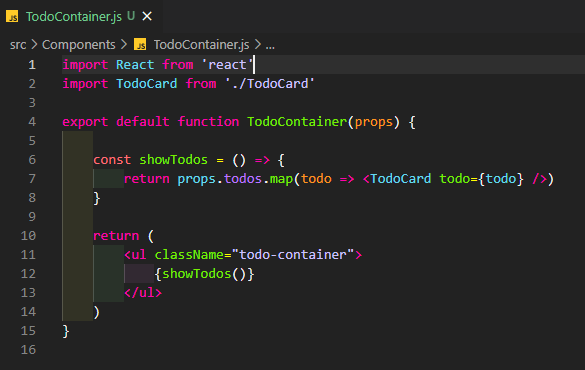 JS TodoContainer.js U ×
src > Components > JS TodoContainer.js > ...
1 import React from 'react'
2 import TodoCard from './TodoCard'
3
4 export default function TodoContainer(props) {
5
6     const showTodos = () => {
7         return props.todos.map(todo => <TodoCard todo={todo} />)
8     }
9
10     return (
11         <ul className="todo-container">
12             {showTodos()}
13         </ul>
14     )
15 }
16